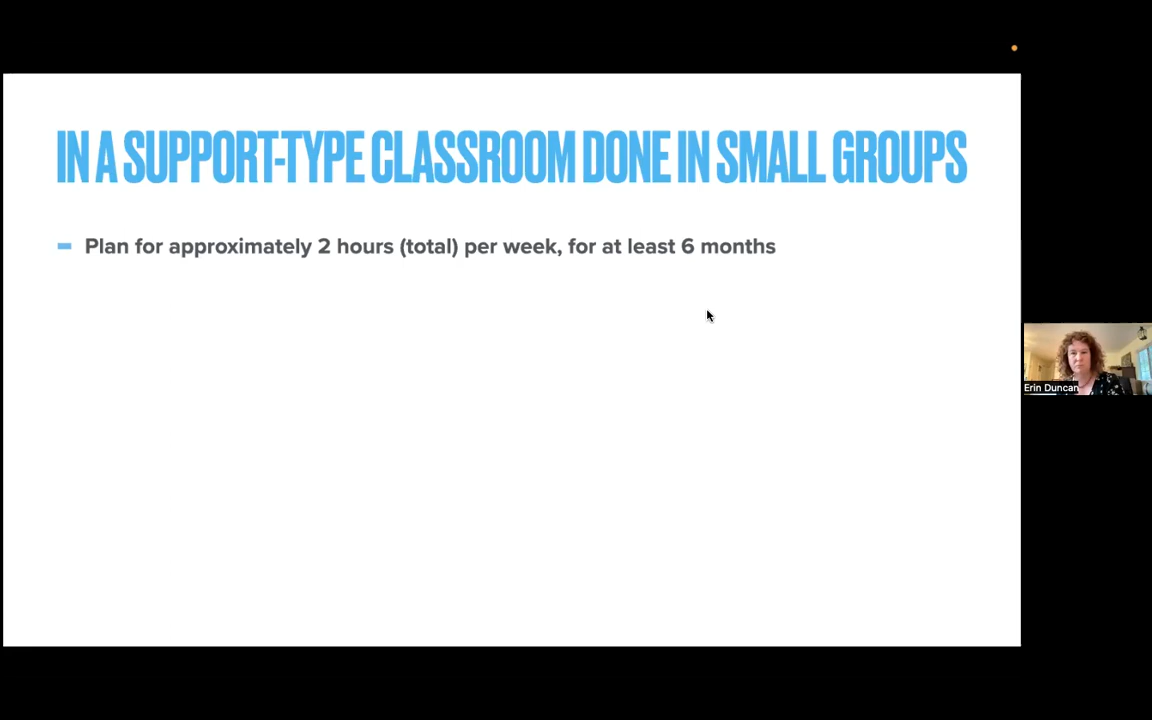 IN A SUPPORT-TYPE CLASSROOM DONE IN SMALL GROUPS
Plan for approximately 2 hours (total) per week, for at least 6 months
Erin Duncan